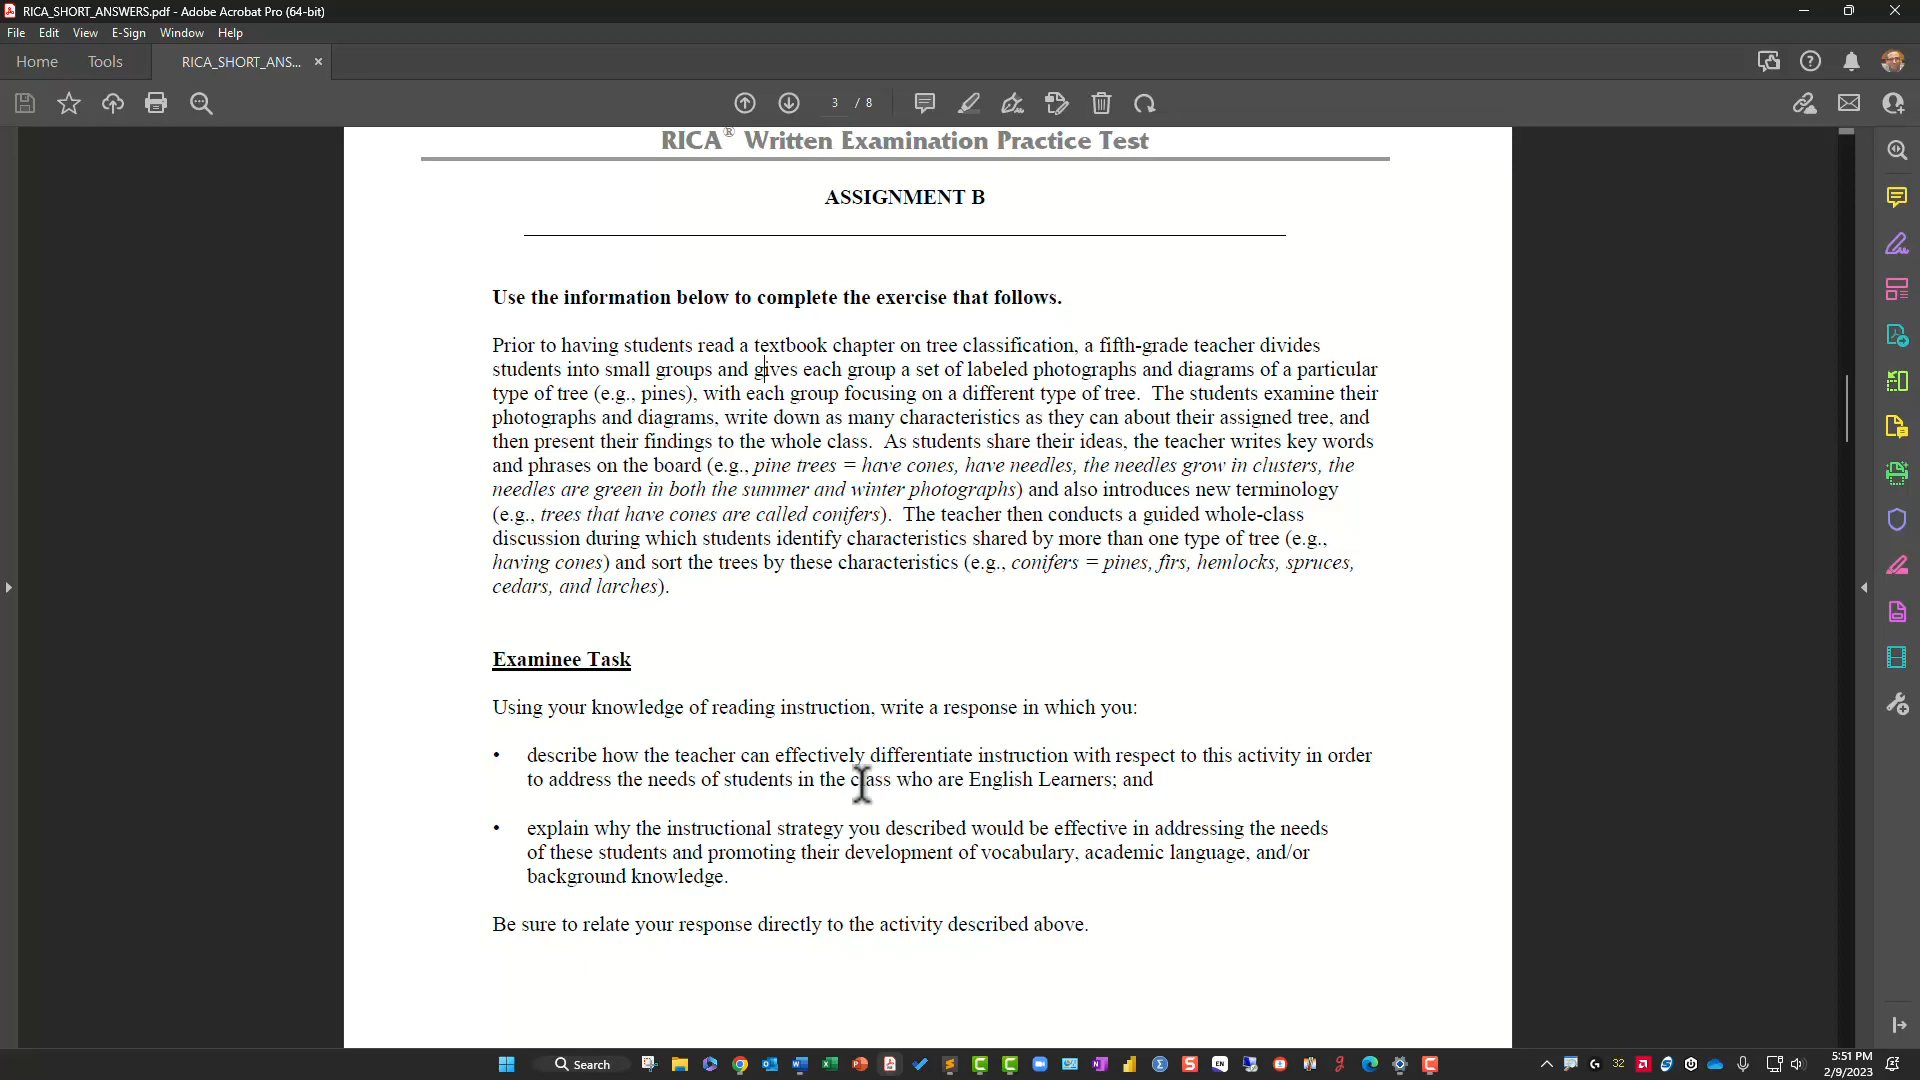 RICA_SHORT_ANSWERS.pdf - Adobe Acrobat Pro (64-bit)
File Edit View E-Sign Window Help
Home Tools RICA_SHORT_ANS... ×
3 / 8
RICA® Written Examination Practice Test
ASSIGNMENT B
Use the information below to complete the exercise that follows.
Prior to having students read a textbook chapter on tree classification, a fifth-grade teacher divides
students into small groups and gives each group a set of labeled photographs and diagrams of a particular
type of tree (e.g., pines), with each group focusing on a different type of tree. The students examine their
photographs and diagrams, write down as many characteristics as they can about their assigned tree, and
then present their findings to the whole class. As students share their ideas, the teacher writes key words
and phrases on the board (e.g., pine trees = have cones, have needles, the needles grow in clusters, the
needles are green in both the summer and winter photographs) and also introduces new terminology
(e.g., trees that have cones are called conifers). The teacher then conducts a guided whole-class
discussion during which students identify characteristics shared by more than one type of tree (e.g.,
having cones) and sort the trees by these characteristics (e.g., conifers = pines, firs, hemlocks, spruces,
cedars, and larches).
Examinee Task
Using your knowledge of reading instruction, write a response in which you:
• describe how the teacher can effectively differentiate instruction with respect to this activity in order
to address the needs of students in the class who are English Learners; and
• explain why the instructional strategy you described would be effective in addressing the needs
of these students and promoting their development of vocabulary, academic language, and/or
background knowledge.
Be sure to relate your response directly to the activity described above.
Search
32
5:51 PM
2/9/2023